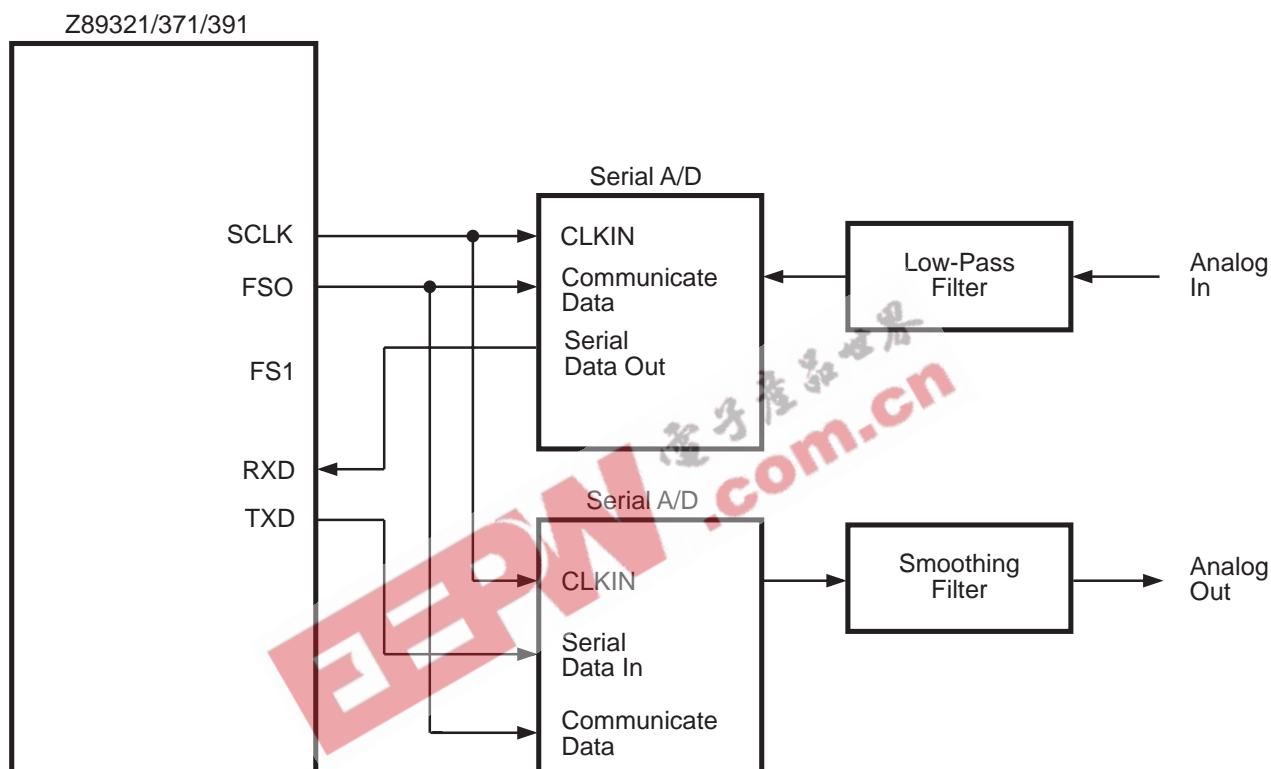 Z89321/371/391
Serial A/D
SCLK
CLKIN
FSO
Communicate
Data
Serial
Data Out
FS1
RXD
TXD
Low-Pass
Filter
Analog
In
電子產品世界
.com.cn
EEPW
Serial A/D
CLKIN
Serial
Data In
Communicate
Data
Smoothing
Filter
Analog
Out